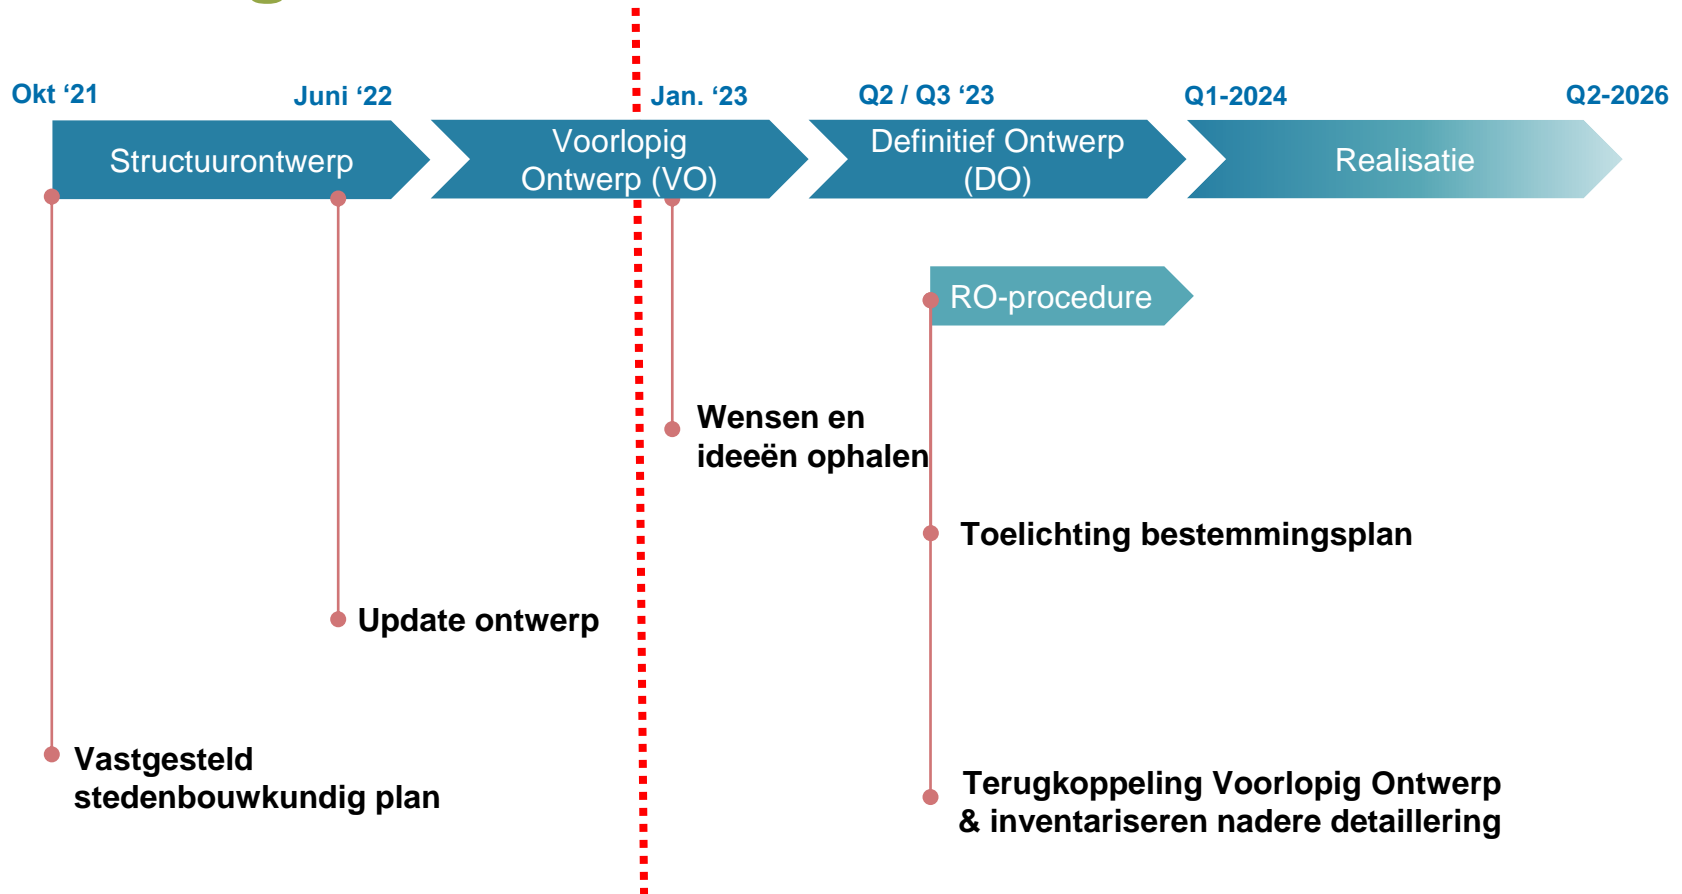 Okt ‘21
Juni ‘22
Jan. ‘23
Q2 / Q3 ‘23
Q1-2024
Q2-2026
Structuurontwerp
Voorlopig
Ontwerp (VO)
Definitief Ontwerp
(DO)
Realisatie
RO-procedure
Wensen en
ideeën ophalen
Toelichting bestemmingsplan
Update ontwerp
Vastgesteld
stedenbouwkundig plan
Terugkoppeling Voorlopig Ontwerp
& inventariseren nadere detaillering